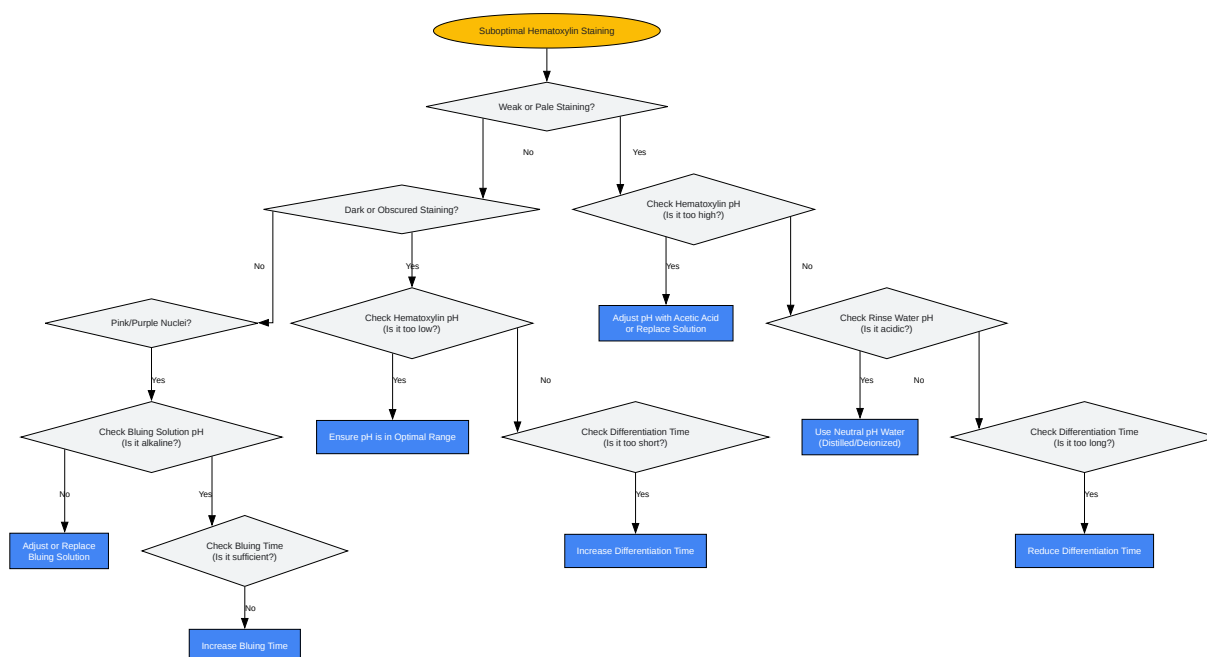 Suboptimal Hematoxylin Staining
Weak or Pale Staining?
No
Yes
Dark or Obscured Staining?
Check Hematoxylin pH
(Is it too high?)
No
Yes
Yes
No
Pink/Purple Nuclei?
Check Hematoxylin pH
(Is it too low?)
Adjust pH with Acetic Acid
or Replace Solution
Check Rinse Water pH
(Is it acidic?)
Yes
Yes
No
Yes
No
Check Bluing Solution pH
(Is it alkaline?)
Ensure pH is in Optimal Range
Check Differentiation Time
(Is it too short?)
Use Neutral pH Water
(Distilled/Deionized)
Check Differentiation Time
(Is it too long?)
No
Yes
Yes
Yes
Adjust or Replace
Bluing Solution
Check Bluing Time
(Is it sufficient?)
Increase Differentiation Time
Reduce Differentiation Time
No
Increase Bluing Time